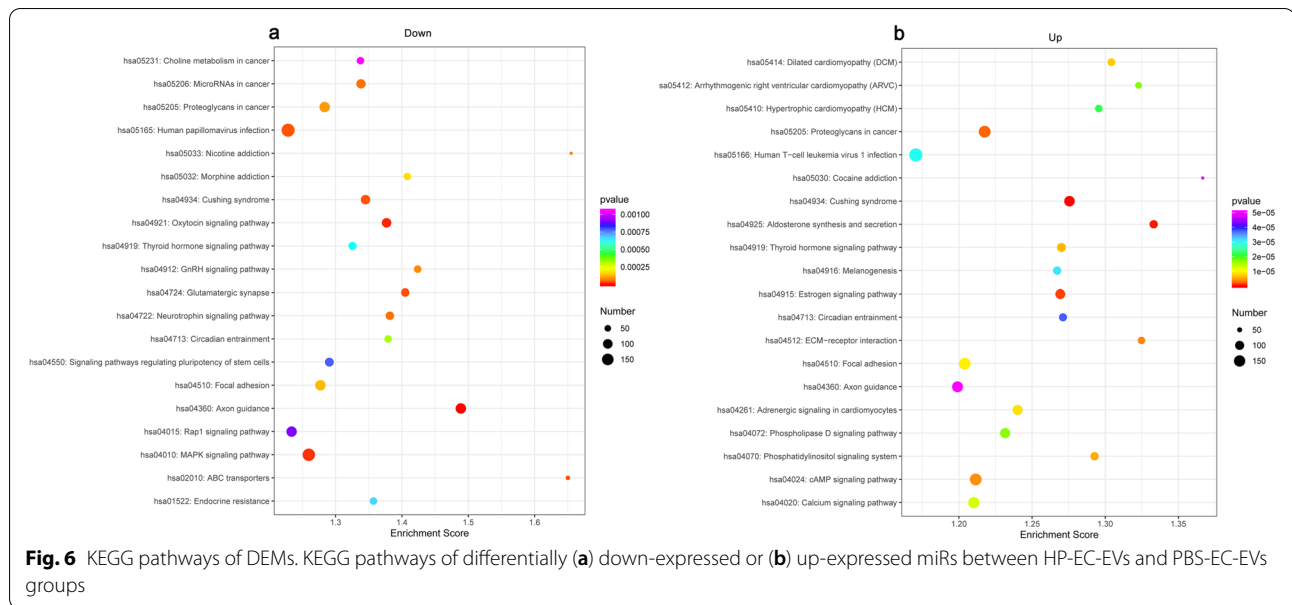 a
Down
hsa05231: Choline metabolism in cancer
hsa05206: MicroRNAs in cancer
hsa05205: Proteoglycans in cancer
hsa05165: Human papillomavirus infection
hsa05033: Nicotine addiction
hsa05032: Morphine addiction
hsa04934: Cushing syndrome
hsa04921: Oxytocin signaling pathway
hsa04919: Thyroid hormone signaling pathway
hsa04912: GnRH signaling pathway
hsa04724: Glutamatergic synapse
hsa04722: Neurotrophin signaling pathway
hsa04713: Circadian entrainment
hsa04550: Signaling pathways regulating pluripotency of stem cells
hsa04510: Focal adhesion
hsa04360: Axon guidance
hsa04015: Rap1 signaling pathway
hsa04010: MAPK signaling pathway
hsa02010: ABC transporters
hsa01522: Endocrine resistance
1.3 1.4 1.5 1.6
Enrichment Score
pvalue
0.00100
0.00075
0.00050
0.00025
Number
50
100
150
b
Up
hsa05414: Dilated cardiomyopathy (DCM)
sa05412: Arrhythmogenic right ventricular cardiomyopathy (ARVC)
hsa05410: Hypertrophic cardiomyopathy (HCM)
hsa05205: Proteoglycans in cancer
hsa05166: Human T−cell leukemia virus 1 infection
hsa05030: Cocaine addiction
hsa04934: Cushing syndrome
hsa04925: Aldosterone synthesis and secretion
hsa04919: Thyroid hormone signaling pathway
hsa04916: Melanogenesis
hsa04915: Estrogen signaling pathway
hsa04713: Circadian entrainment
hsa04512: ECM−receptor interaction
hsa04510: Focal adhesion
hsa04360: Axon guidance
hsa04261: Adrenergic signaling in cardiomyocytes
hsa04072: Phospholipase D signaling pathway
hsa04070: Phosphatidylinositol signaling system
hsa04024: cAMP signaling pathway
hsa04020: Calcium signaling pathway
1.20 1.25 1.30 1.35
Enrichment Score
pvalue
5e−05
4e−05
3e−05
2e−05
1e−05
Number
50
100
150
Fig. 6 KEGG pathways of DEMs. KEGG pathways of differentially (a) down-expressed or (b) up-expressed miRs between HP-EC-EVs and PBS-EC-EVs
groups